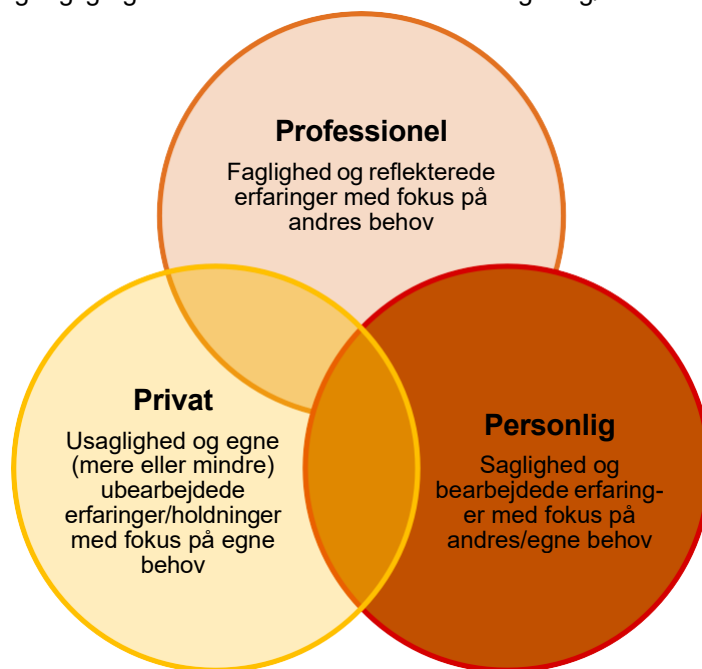 Professionel
Faglighed og reflekterede
erfaringer med fokus på
andres behov
Privat
Usaglighed og egne
(mere eller mindre)
ubearbejdede
erfaringer/holdninger
med fokus på egne
behov
Personlig
Saglighed og
bearbejdede erfaring-
er med fokus på
andres/egne behov